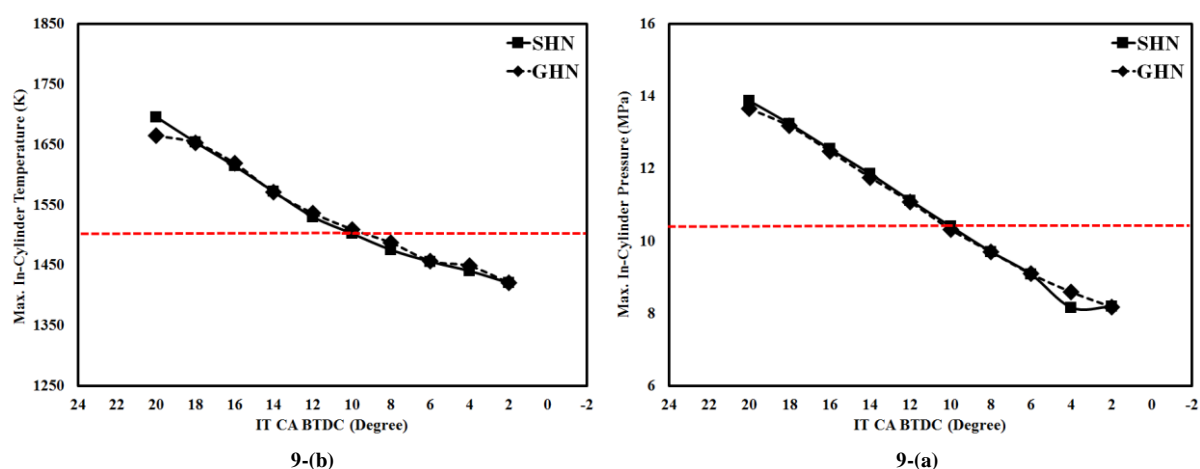 Max. In-Cylinder Temperature (K)
1850
1750
1650
1550
1450
1350
1250
SHN
GHN
24 22 20 18 16 14 12 10 8 6 4 2 0 -2
IT CA BTDC (Degree)
9-(b)
Max. In-Cylinder Pressure (MPa)
16
14
12
10
8
6
SHN
GHN
24 22 20 18 16 14 12 10 8 6 4 2 0 -2
IT CA BTDC (Degree)
9-(a)